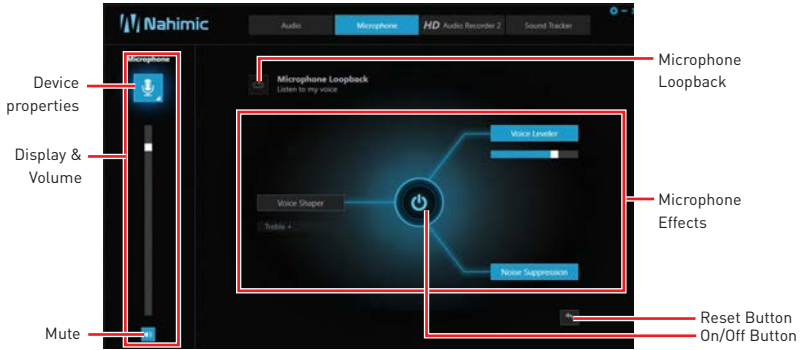 Nahimic
Audio
Microphone
HD Audio Recorder 2
Sound Tracker
Microphone
Microphone Loopback
Listen to my voice
Voice Leveler
Voice Shaper
Treble +
Noise Suppression
Device
properties
Display &
Volume
Mute
Microphone
Loopback
Microphone
Effects
Reset Button
On/Off Button